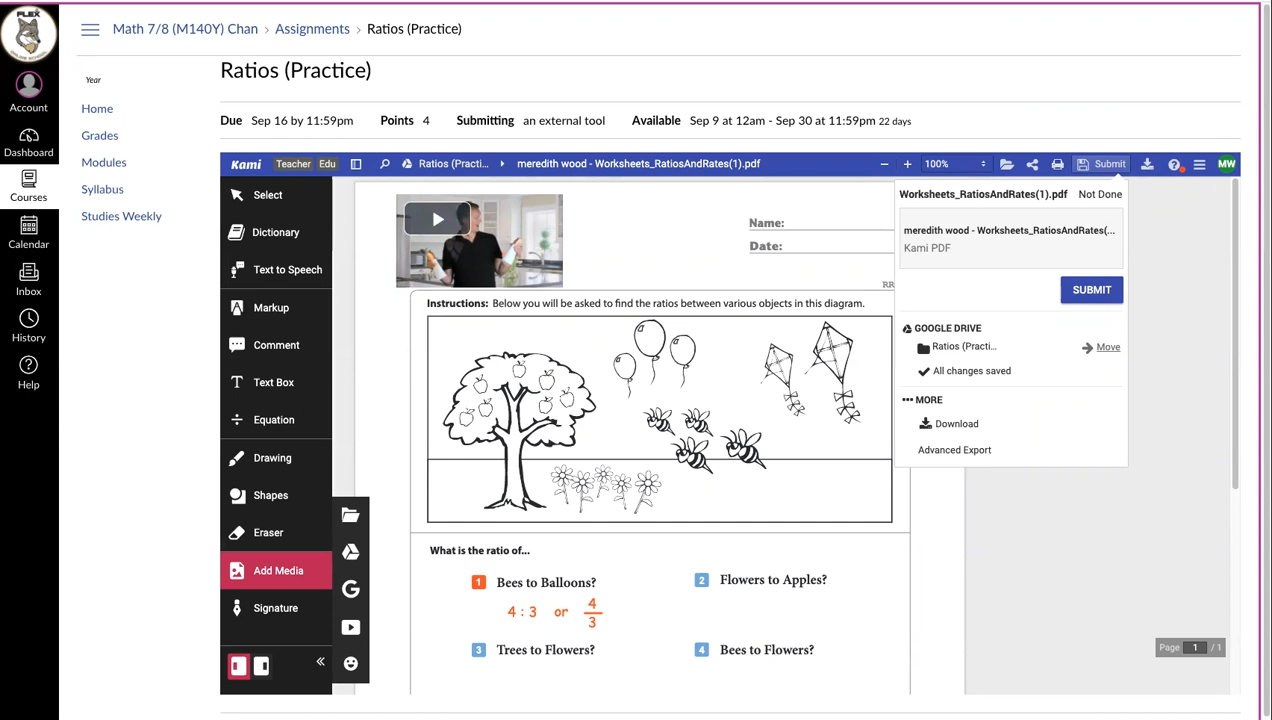 FLEX
Math 7/8 (M140Y) Chan › Assignments › Ratios (Practice)
Account
Dashboard
Courses
Calendar
Inbox
History
Help
Year
Home
Grades
Modules
Syllabus
Studies Weekly
Ratios (Practice)
Due Sep 16 by 11:59pm Points 4 Submitting an external tool Available Sep 9 at 12am - Sep 30 at 11:59pm 22 days
Kami Teacher Edu Ratios (Practi... meredith wood - Worksheets_RatiosAndRates(1).pdf − + 100% Submit ? MW
Select
Dictionary
Text to Speech
Markup
Comment
Text Box
Equation
Drawing
Shapes
Eraser
Add Media
Signature
Name:
Date:
RR
Instructions: Below you will be asked to find the ratios between various objects in this diagram.
What is the ratio of...
1 Bees to Balloons?
4 : 3 or 4/3
2 Flowers to Apples?
3 Trees to Flowers?
4 Bees to Flowers?
Worksheets_RatiosAndRates(1).pdf Not Done
meredith wood - Worksheets_RatiosAndRates(...
Kami PDF
SUBMIT
GOOGLE DRIVE
Ratios (Practi... Move
All changes saved
MORE
Download
Advanced Export
Page 1 / 1